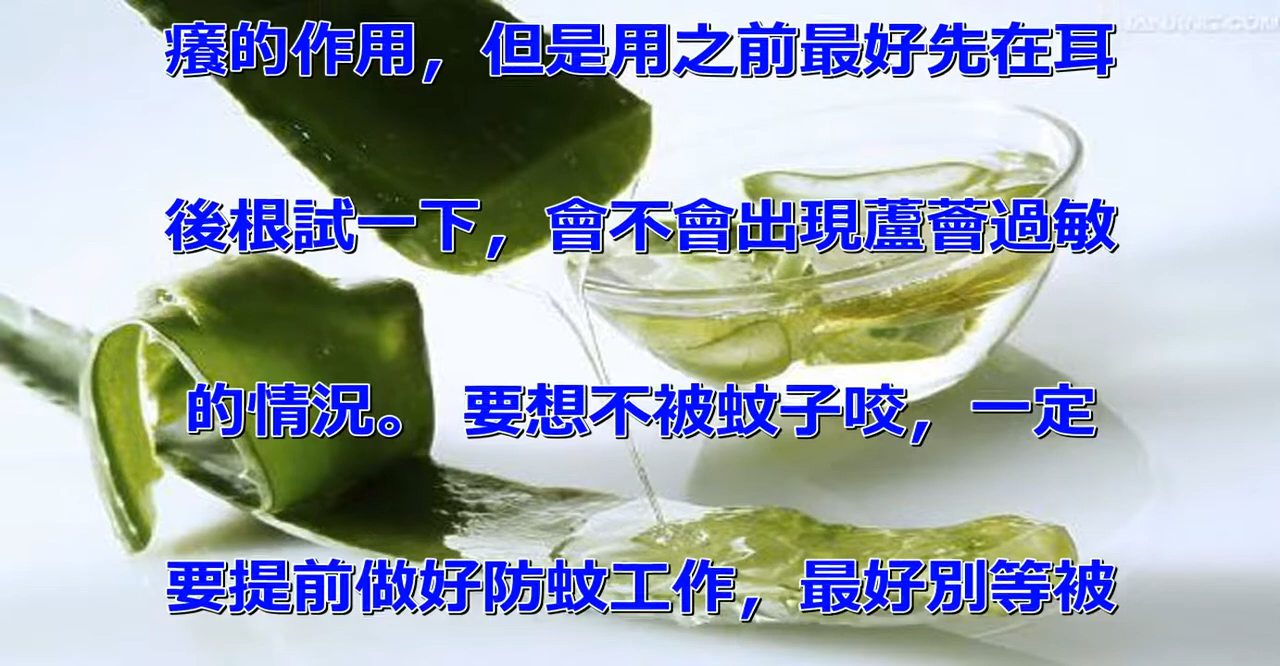 癢的作用，但是用之前最好先在耳
後根試一下，會不會出現蘆薈過敏
的情況。 要想不被蚊子咬，一定
要提前做好防蚊工作，最好別等被